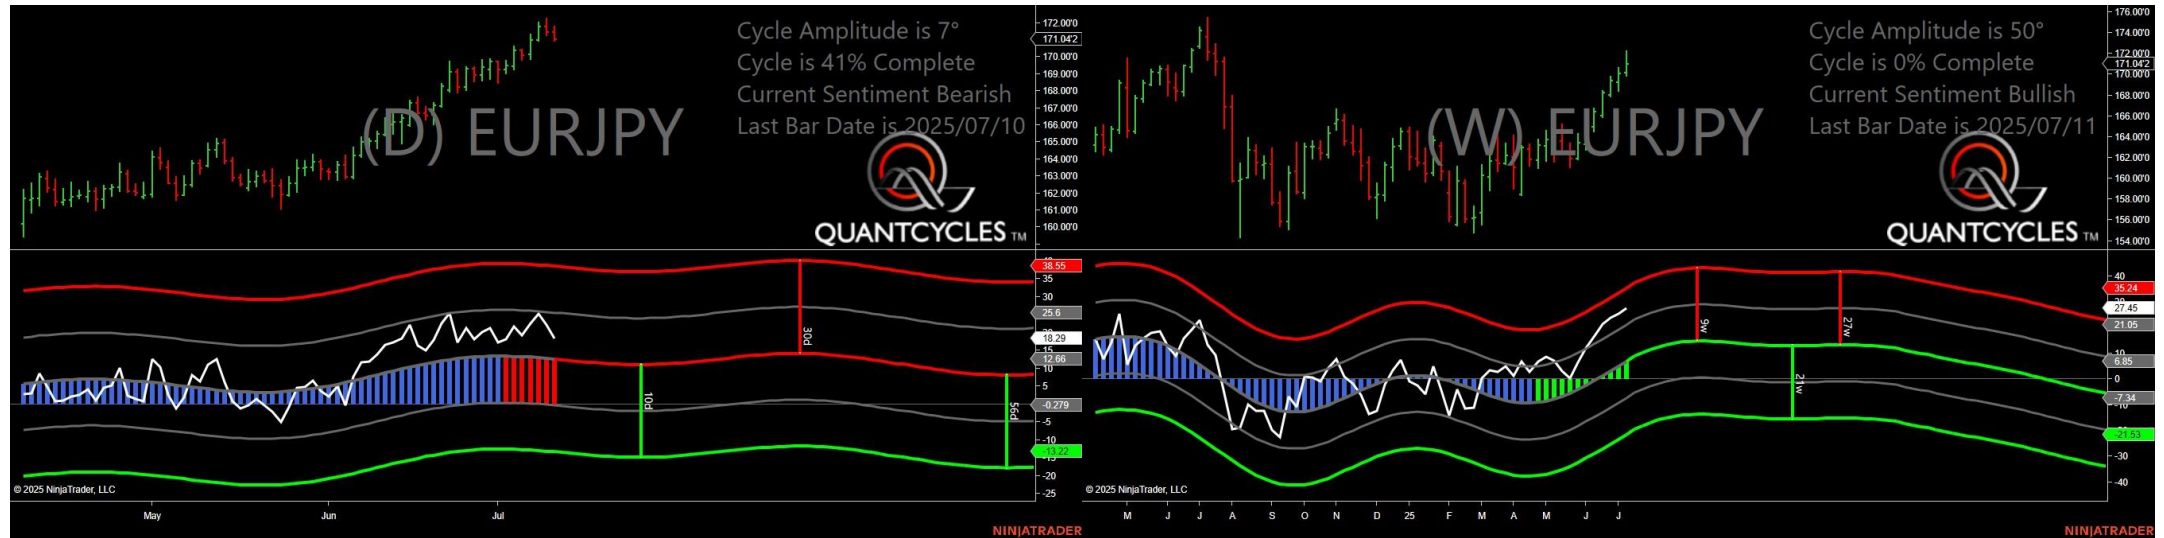 Cycle Amplitude is 7°
Cycle is 41% Complete
Current Sentiment Bearish
Last Bar Date is 2025/07/10
(D) EURJPY
QUANTCYCLES TM
172.00'0
171.04'2
170.00'0
169.00'0
168.00'0
167.00'0
166.00'0
165.00'0
164.00'0
163.00'0
162.00'0
161.00'0
160.00'0
38.55
35
30
25.6
18.29
15
12.66
10
5
-0.279
-5
-10
-13.22
-20
-25
10d
30d
56d
© 2025 NinjaTrader, LLC
May
Jun
Jul
NINJATRADER
Cycle Amplitude is 50°
Cycle is 0% Complete
Current Sentiment Bullish
Last Bar Date is 2025/07/11
(W) EURJPY
QUANTCYCLES TM
176.00'0
174.00'0
172.00'0
171.04'2
170.00'0
168.00'0
166.00'0
164.00'0
162.00'0
160.00'0
158.00'0
156.00'0
154.00'0
40
35.24
27.45
21.05
10
6.85
0
-7.34
-10
-21.53
-30
-40
9w
21w
27w
© 2025 NinjaTrader, LLC
M J J A S O N D 25 F M A M J J
NINJATRADER